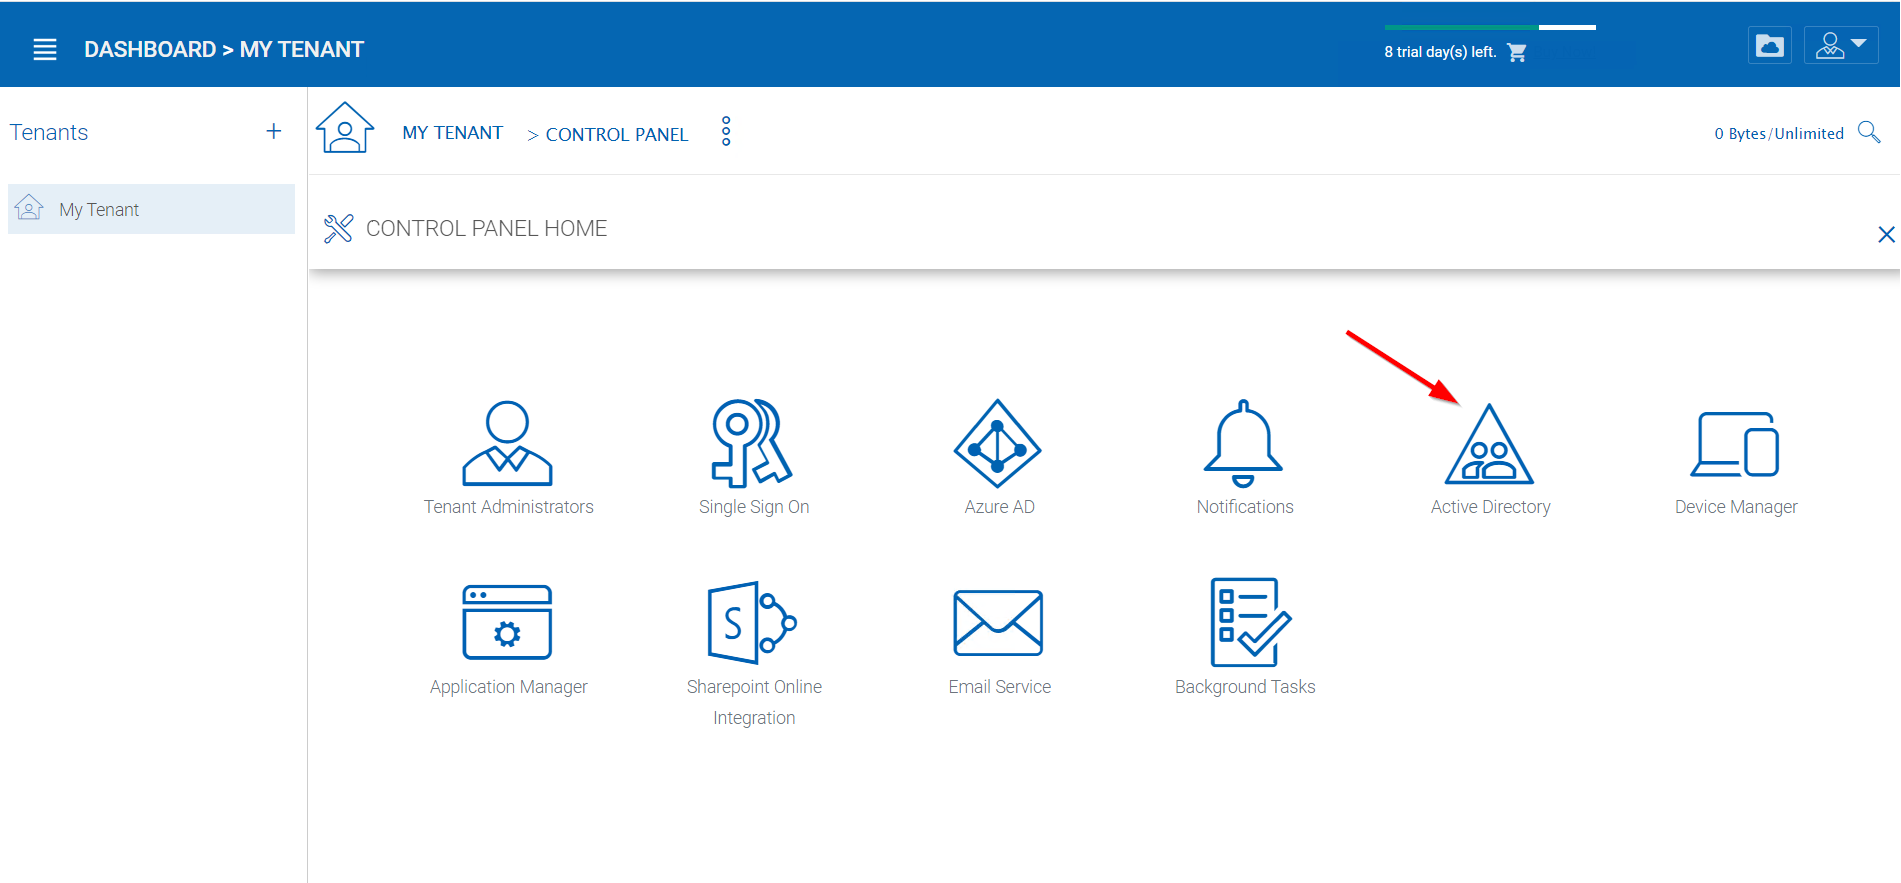 DASHBOARD > MY TENANT
8 trial day(s) left.
Tenants
+
My Tenant
MY TENANT > CONTROL PANEL
0 Bytes/Unlimited
CONTROL PANEL HOME
Tenant Administrators
Single Sign On
Azure AD
Notifications
Active Directory
Device Manager
Application Manager
S
Sharepoint Online
Integration
Email Service
Background Tasks